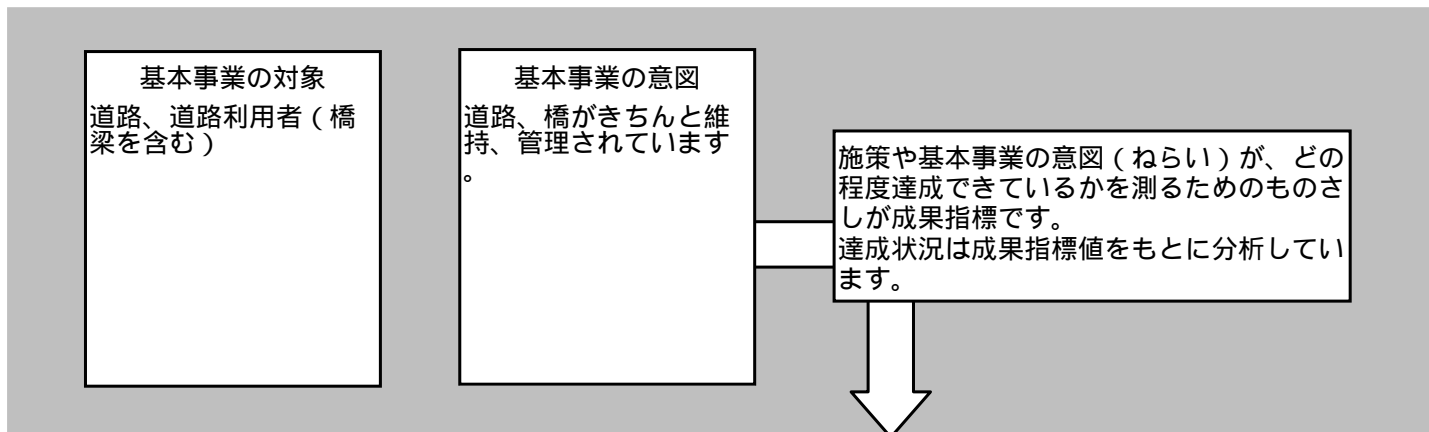 基本事業の対象
道路、道路利用者（橋
梁を含む）
基本事業の意図
道路、橋がきちんと維
持、管理されています
。
施策や基本事業の意図（ねらい）が、どの
程度達成できているかを測るためのものさ
しが成果指標です。
達成状況は成果指標値をもとに分析してい
ます。